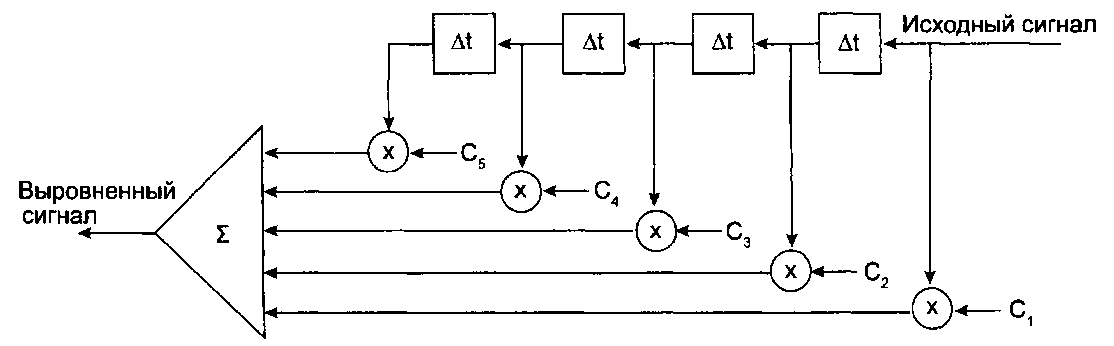 Исходный сигнал
Δt Δt Δt Δt
x C₅
x C₄
Выровненный
сигнал
Σ
x C₃
x C₂
x C₁